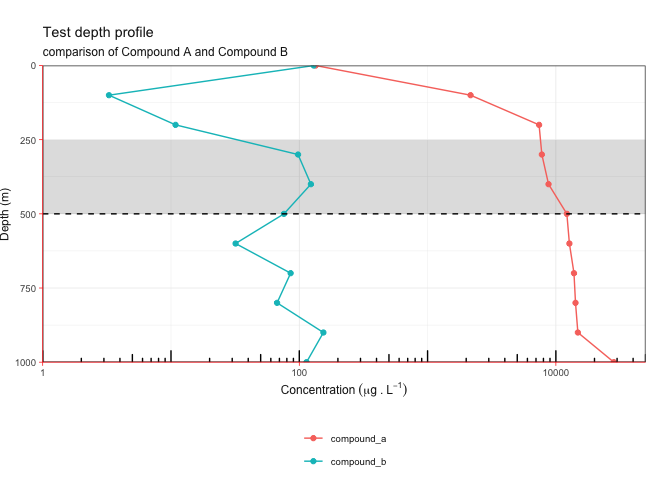 Test depth profile
comparison of Compound A and Compound B
0
250
500
750
1000
Depth (m)
1
100
10000
Concentration (μg . L⁻¹)
compound_a
compound_b